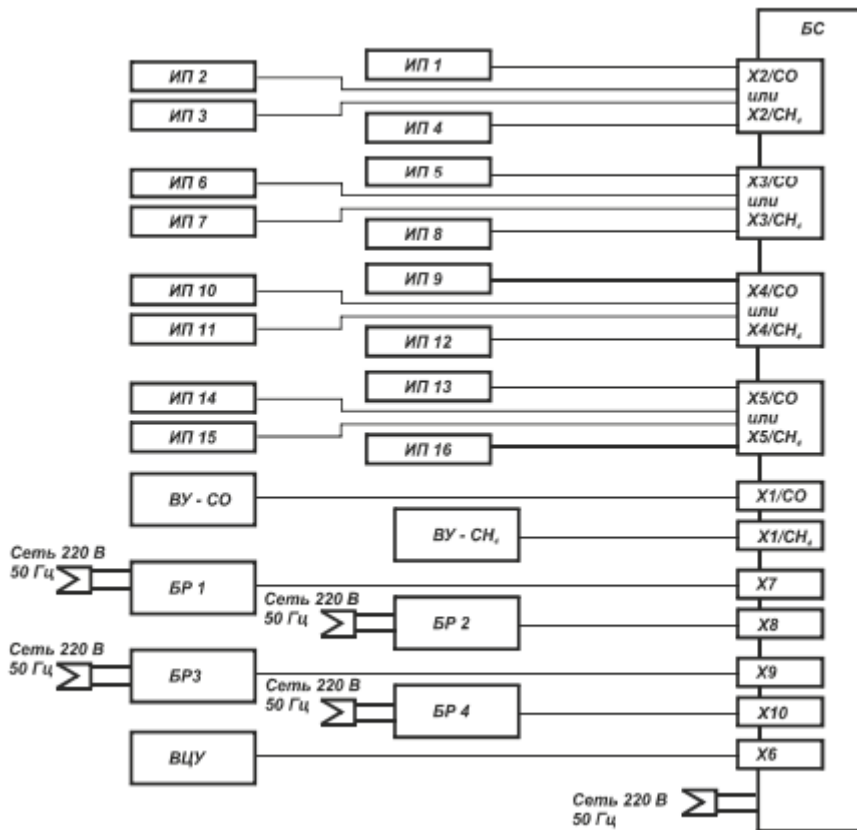 БС
ИП 1
ИП 2
ИП 3
ИП 4
X2/CO
или
X2/CH₄
ИП 5
ИП 6
ИП 7
ИП 8
X3/CO
или
X3/CH₄
ИП 9
ИП 10
ИП 11
ИП 12
X4/CO
или
X4/CH₄
ИП 13
ИП 14
ИП 15
ИП 16
X5/CO
или
X5/CH₄
ВУ - СО
X1/CO
ВУ - CH₄
X1/CH₄
Сеть 220 В
50 Гц
БР 1
X7
Сеть 220 В
50 Гц
БР 2
X8
Сеть 220 В
50 Гц
БР3
X9
Сеть 220 В
50 Гц
БР 4
X10
ВЦУ
X6
Сеть 220 В
50 Гц